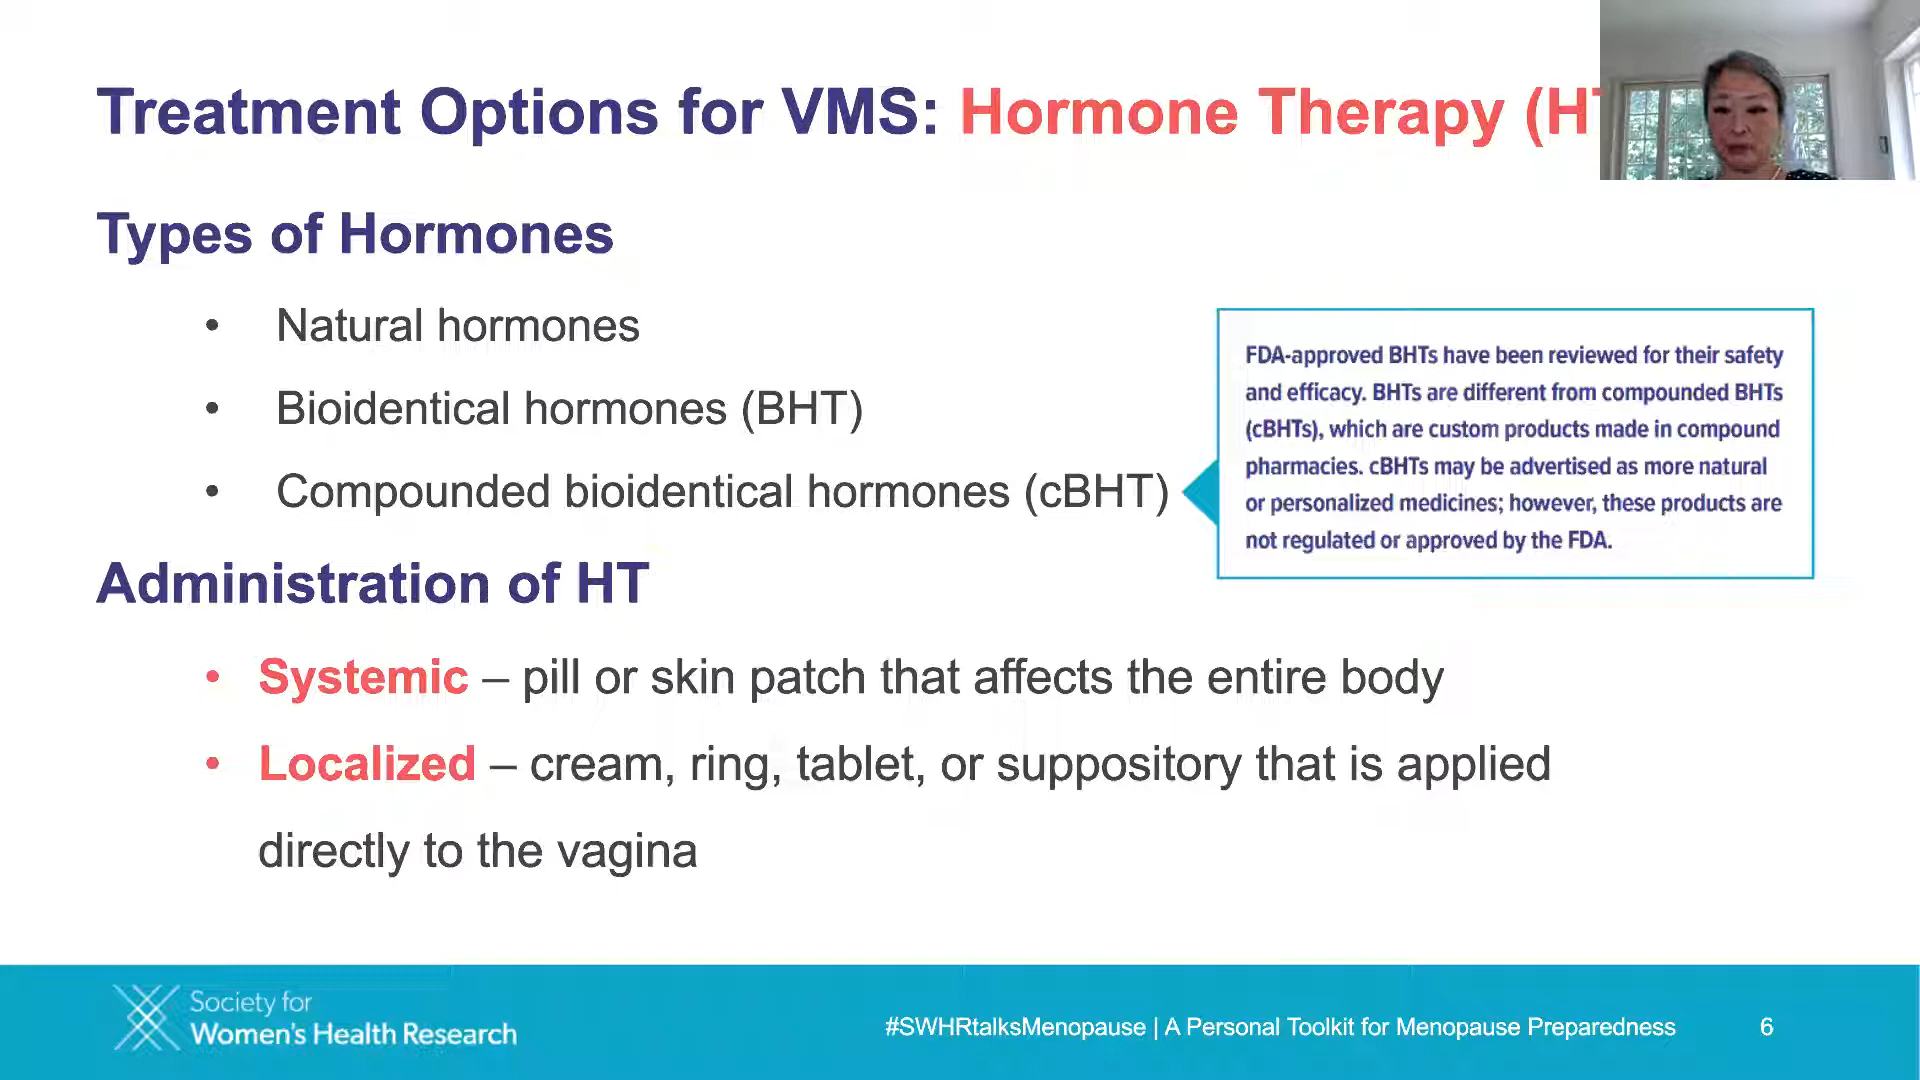 Treatment Options for VMS: Hormone Therapy (H
Types of Hormones
• Natural hormones
• Bioidentical hormones (BHT)
• Compounded bioidentical hormones (cBHT)
FDA-approved BHTs have been reviewed for their safety
and efficacy. BHTs are different from compounded BHTs
(cBHTs), which are custom products made in compound
pharmacies. cBHTs may be advertised as more natural
or personalized medicines; however, these products are
not regulated or approved by the FDA.
Administration of HT
• Systemic – pill or skin patch that affects the entire body
• Localized – cream, ring, tablet, or suppository that is applied
directly to the vagina
Society for
Women's Health Research
#SWHRtalksMenopause | A Personal Toolkit for Menopause Preparedness 6